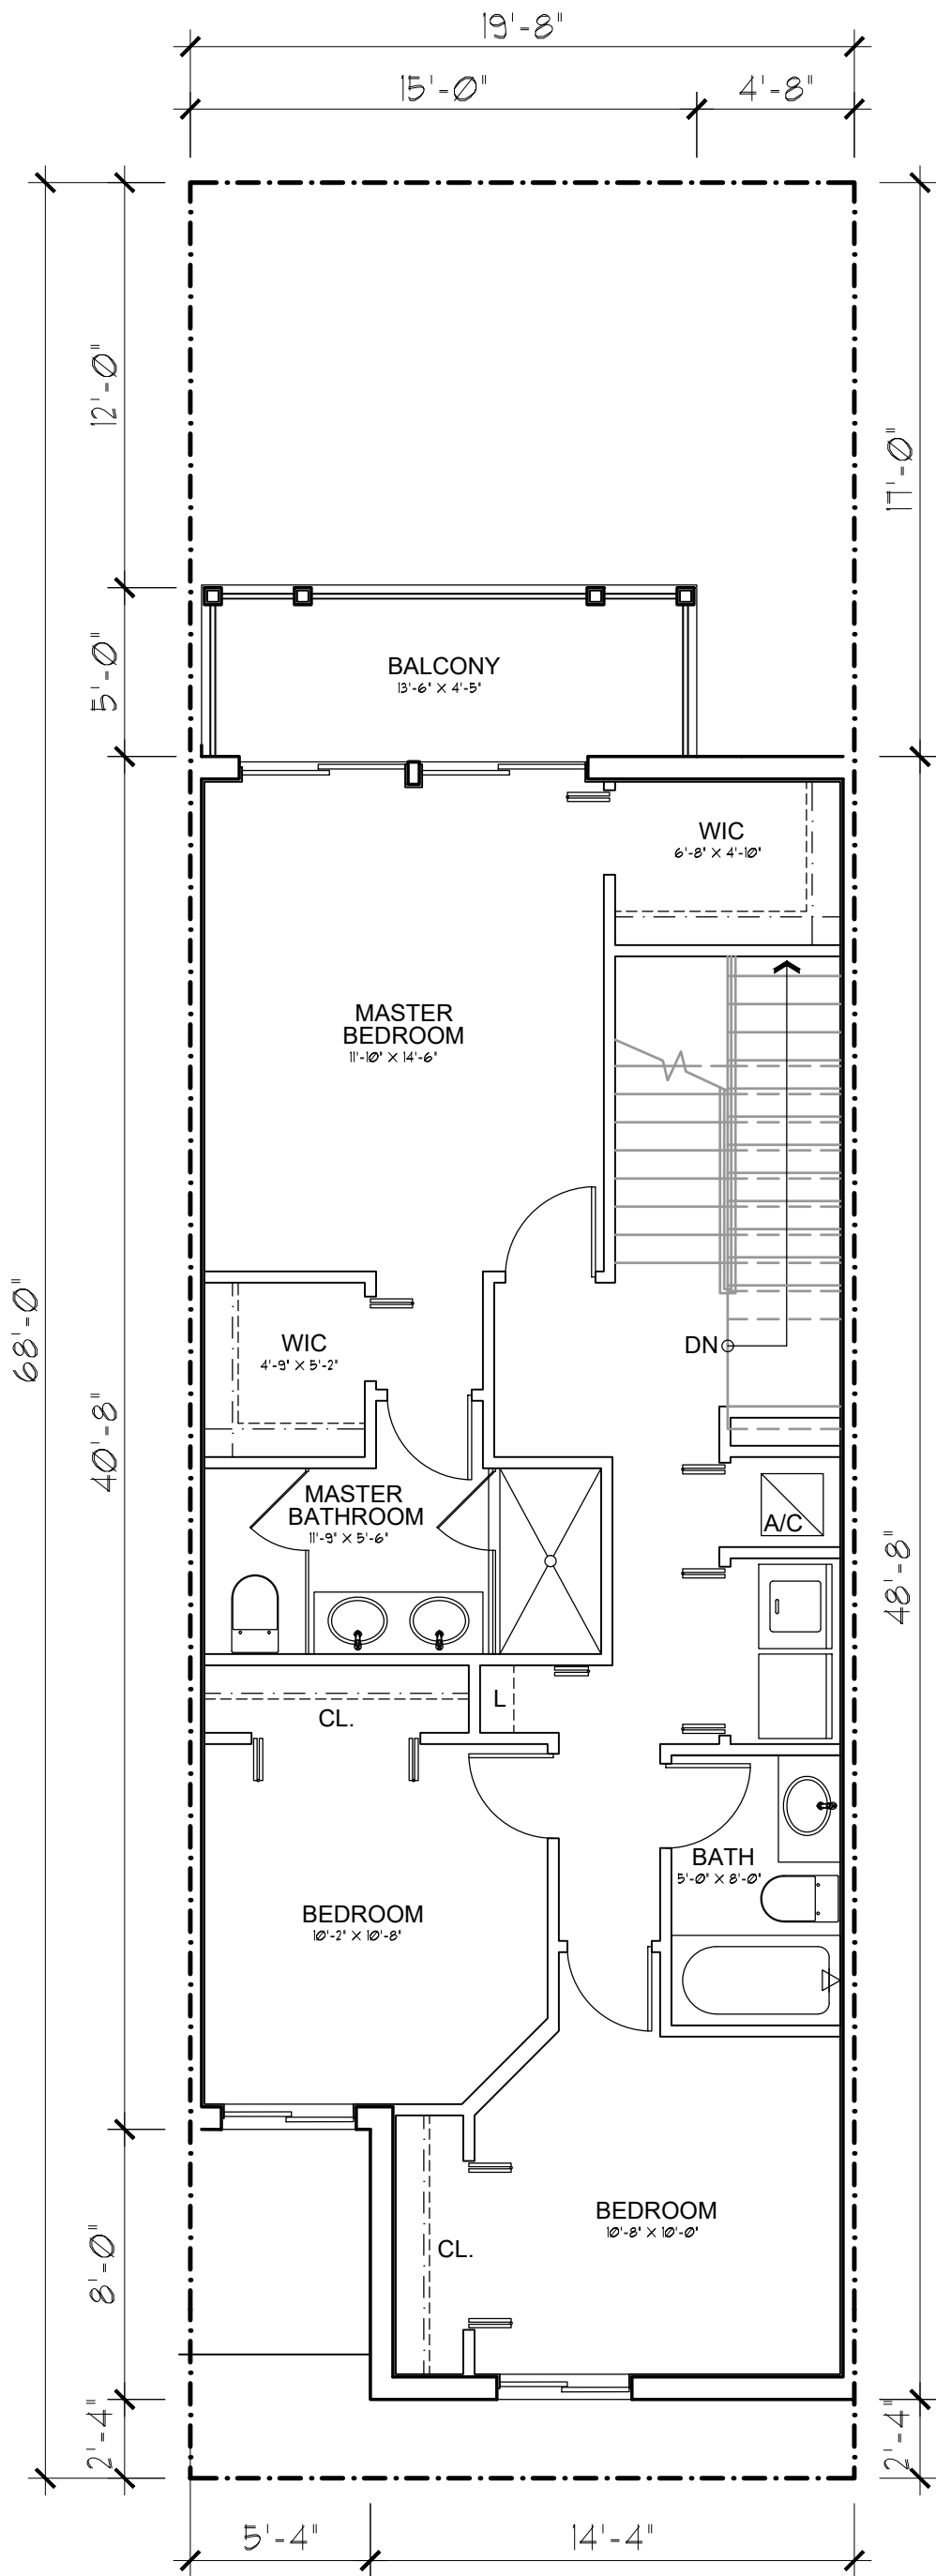 19'-8"
15'-0"
4'-8"
12'-0"
17'-0"
5'-0"
BALCONY
13'-6" X 4'-5"
WIC
6'-8" X 4'-10"
MASTER
BEDROOM
11'-10" X 14'-6"
68'-0"
WIC
4'-9" X 5'-2"
DN
40'-8"
MASTER
BATHROOM
11'-9" X 5'-6"
A/C
48'-8"
L
CL.
BATH
5'-0" X 8'-0"
BEDROOM
10'-2" X 10'-8"
BEDROOM
10'-8" X 10'-0"
CL.
8'-0"
2'-4"
2'-4"
5'-4"
14'-4"